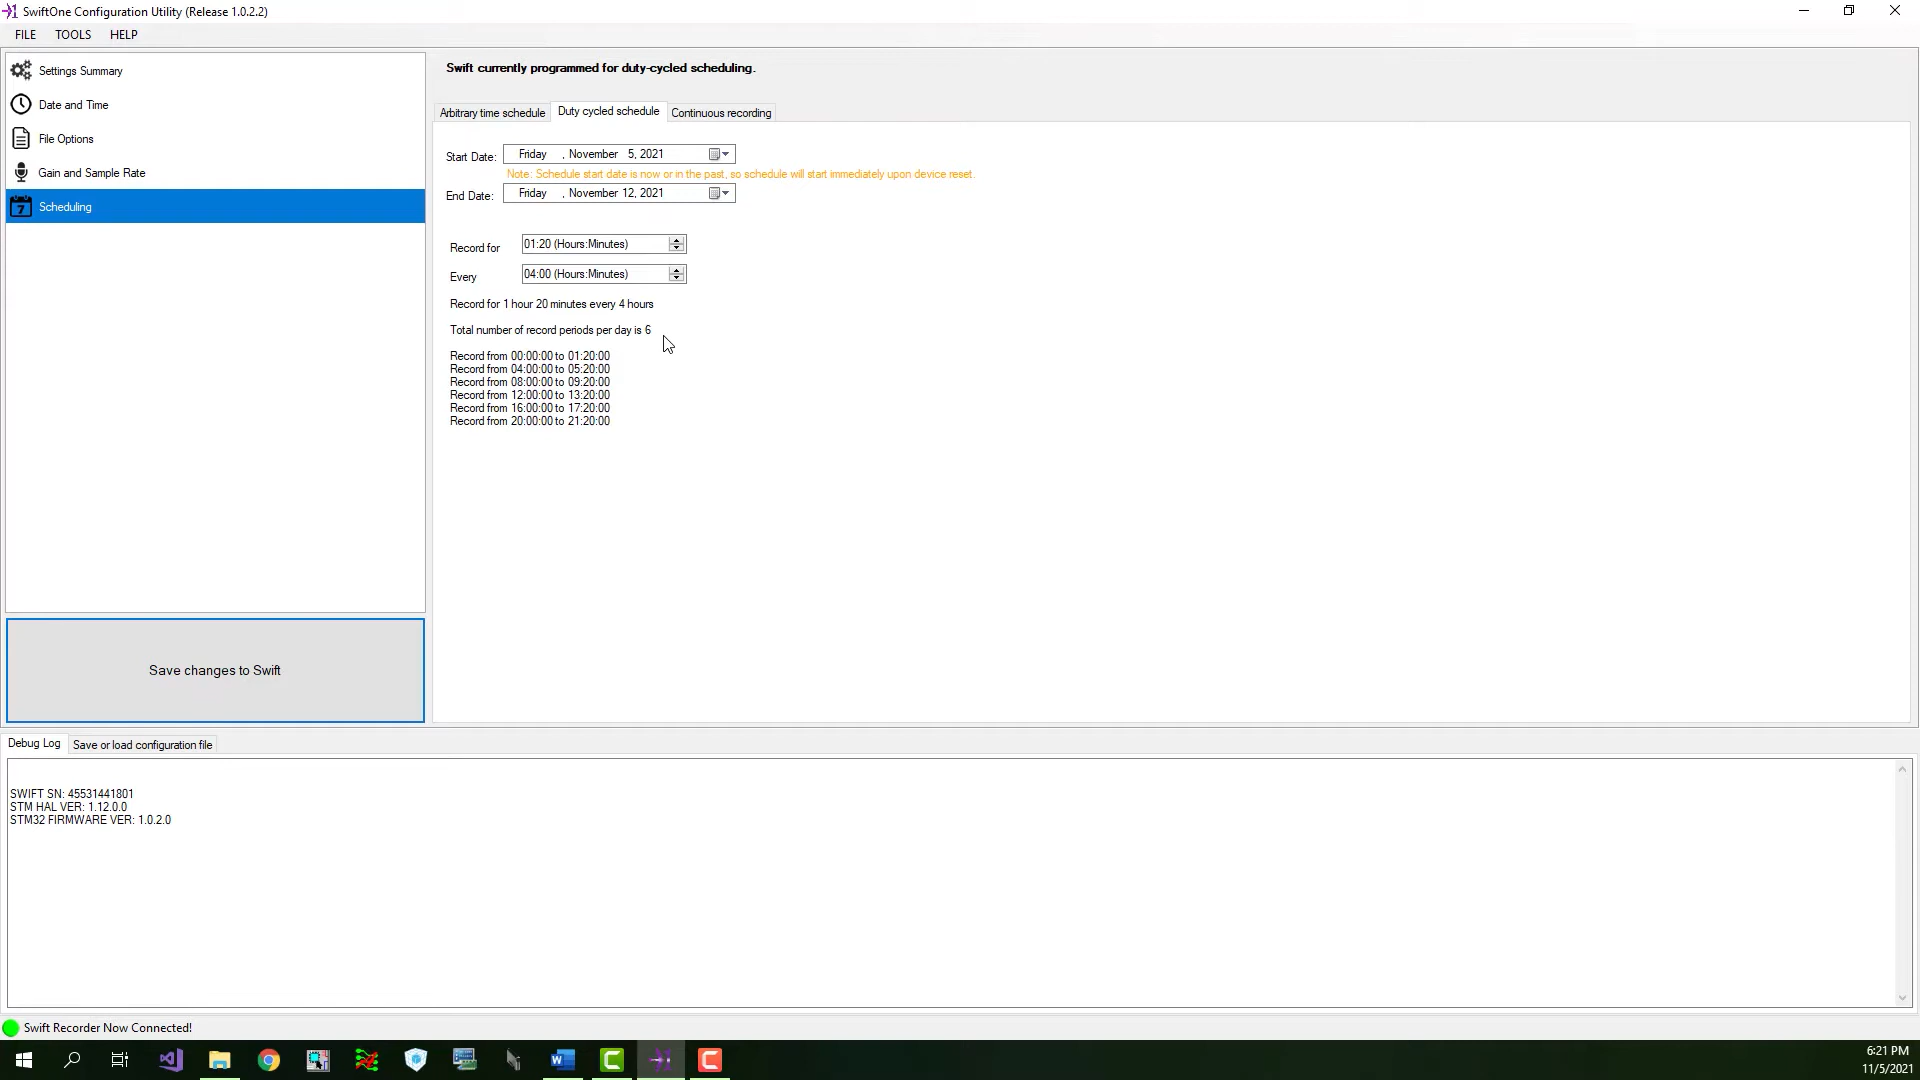 SwiftOne Configuration Utility (Release 1.0.2.2)
FILE TOOLS HELP
Settings Summary
Date and Time
File Options
Gain and Sample Rate
7 Scheduling
Save changes to Swift
Swift currently programmed for duty-cycled scheduling.
Arbitrary time schedule Duty cycled schedule Continuous recording
Start Date: Friday , November 5, 2021
Note: Schedule start date is now or in the past, so schedule will start immediately upon device reset.
End Date: Friday , November 12, 2021
Record for 01:20 (Hours:Minutes)
Every 04:00 (Hours:Minutes)
Record for 1 hour 20 minutes every 4 hours
Total number of record periods per day is 6
Record from 00:00:00 to 01:20:00
Record from 04:00:00 to 05:20:00
Record from 08:00:00 to 09:20:00
Record from 12:00:00 to 13:20:00
Record from 16:00:00 to 17:20:00
Record from 20:00:00 to 21:20:00
Debug Log Save or load configuration file
SWIFT SN: 45531441801
STM HAL VER: 1.12.0.0
STM32 FIRMWARE VER: 1.0.2.0
Swift Recorder Now Connected!
6:21 PM
11/5/2021